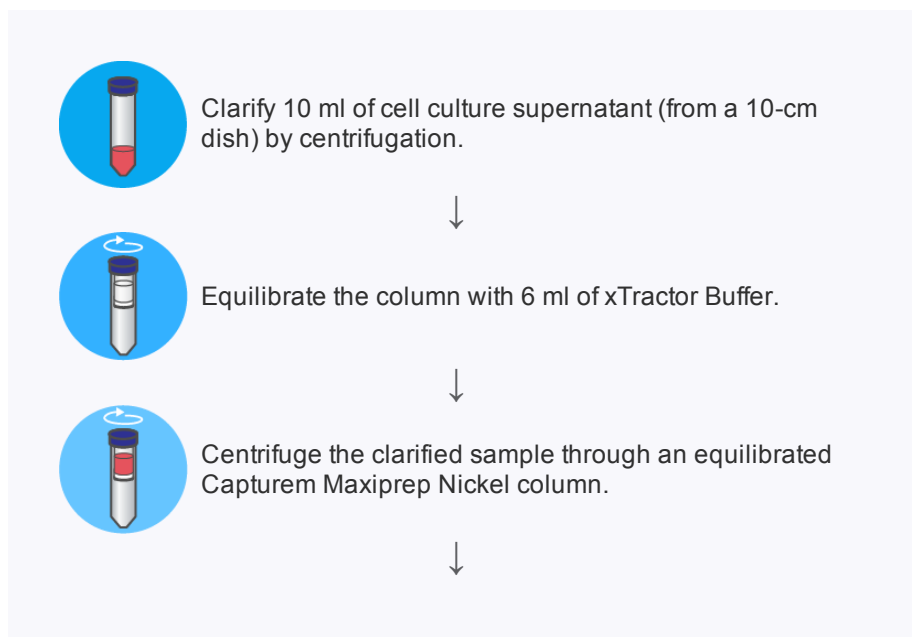 Clarify 10 ml of cell culture supernatant (from a 10-cm
dish) by centrifugation.
Equilibrate the column with 6 ml of xTractor Buffer.
Centrifuge the clarified sample through an equilibrated
Capturem Maxiprep Nickel column.